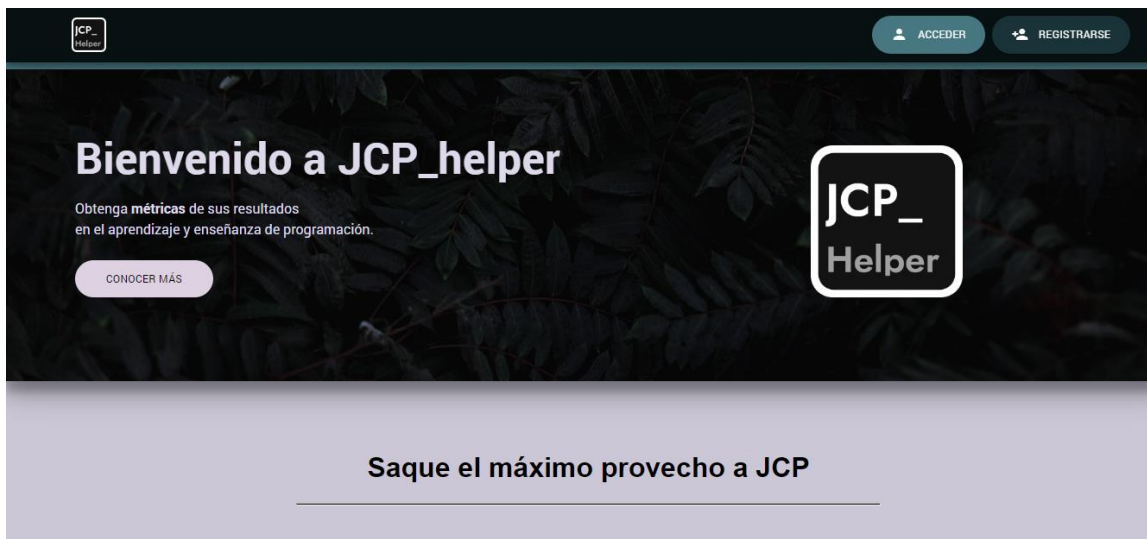 JCP_
Helper
ACCEDER
REGISTRARSE
Bienvenido a JCP_helper
Obtenga métricas de sus resultados
en el aprendizaje y enseñanza de programación.
CONOCER MÁS
JCP_
Helper
Saque el máximo provecho a JCP